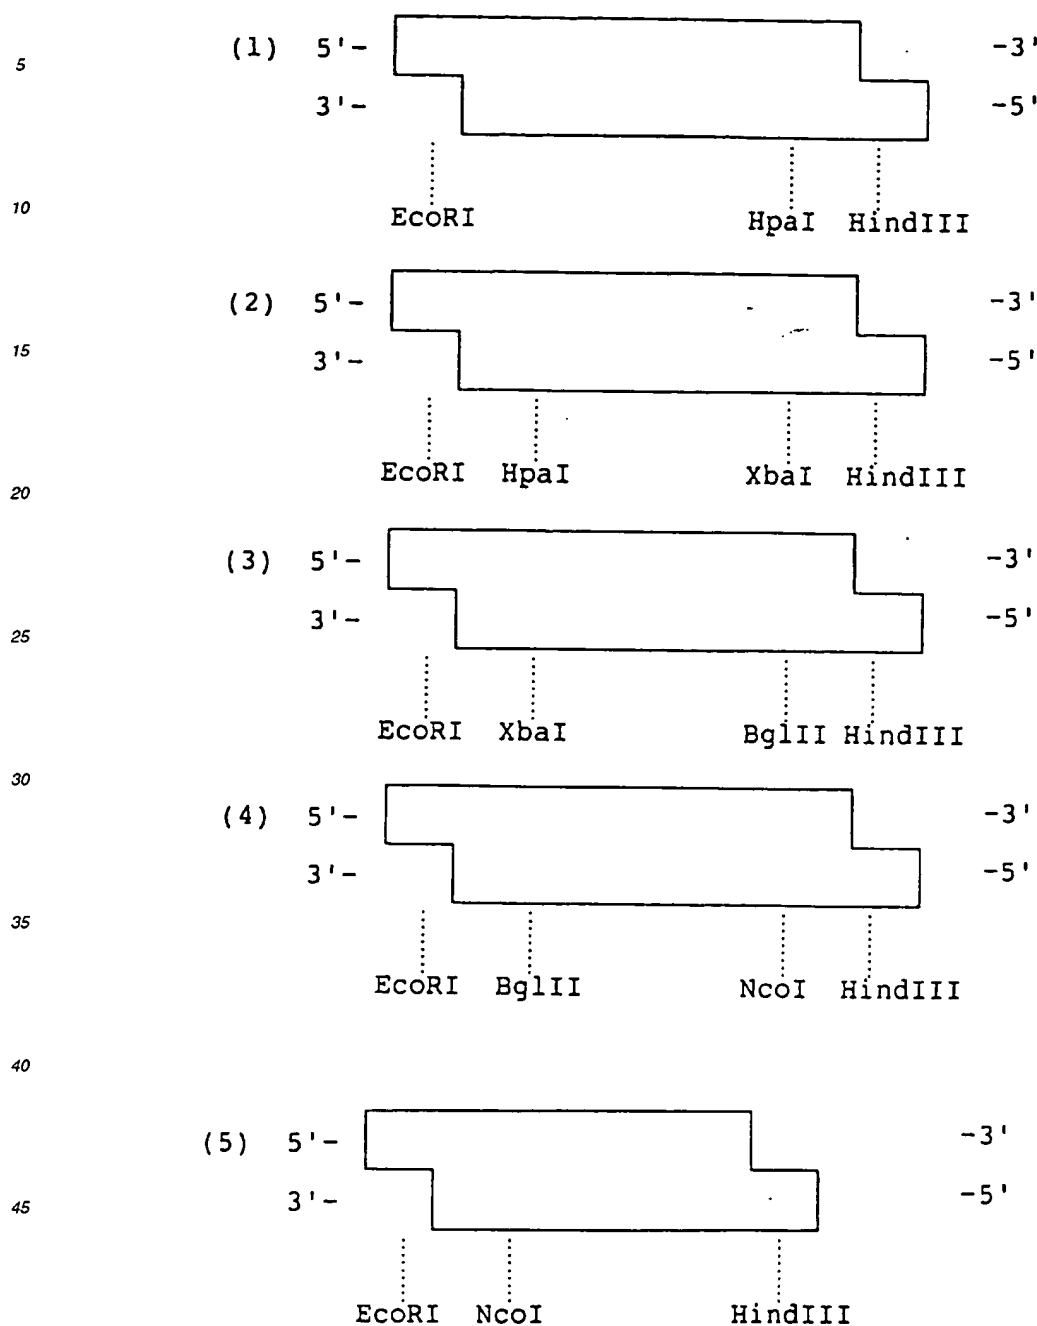 (1) 5'- -3'
5
3'- -5'
10
EcoRI HpaI HindIII
(2) 5'- -3'
15
3'- -5'
EcoRI HpaI XbaI HindIII
20
(3) 5'- -3'
25
3'- -5'
EcoRI XbaI BglII HindIII
30
(4) 5'- -3'
3'- -5'
35
EcoRI BglII NcoI HindIII
40
(5) 5'- -3'
45
3'- -5'
EcoRI NcoI HindIII